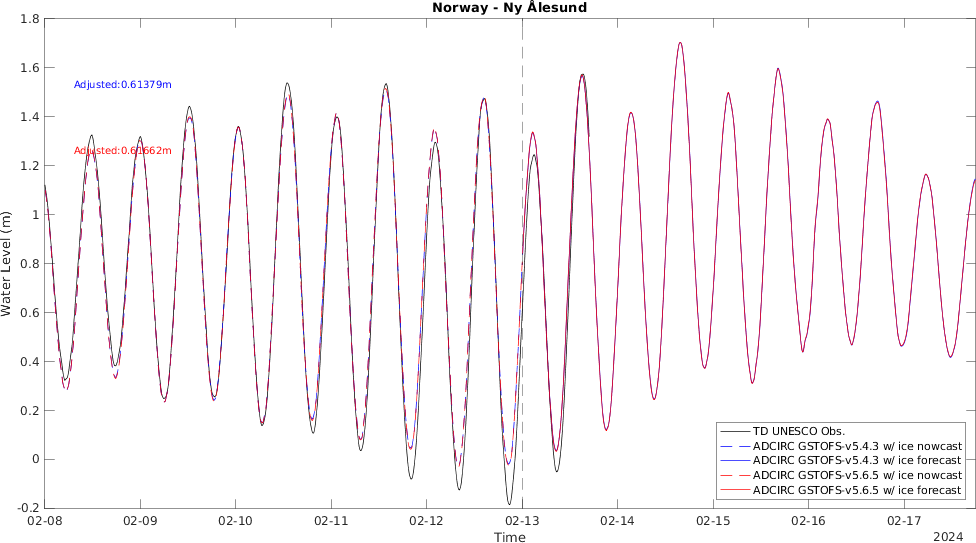 Norway - Ny Ålesund
1.8
1.6
1.4
1.2
1
0.8
0.6
0.4
0.2
0
-0.2
Water Level (m)
Adjusted:0.61379m
Adjusted:0.61662m
TD UNESCO Obs.
ADCIRC GSTOFS-v5.4.3 w/ ice nowcast
ADCIRC GSTOFS-v5.4.3 w/ ice forecast
ADCIRC GSTOFS-v5.6.5 w/ ice nowcast
ADCIRC GSTOFS-v5.6.5 w/ ice forecast
02-08 02-09 02-10 02-11 02-12 02-13 02-14 02-15 02-16 02-17
Time
2024